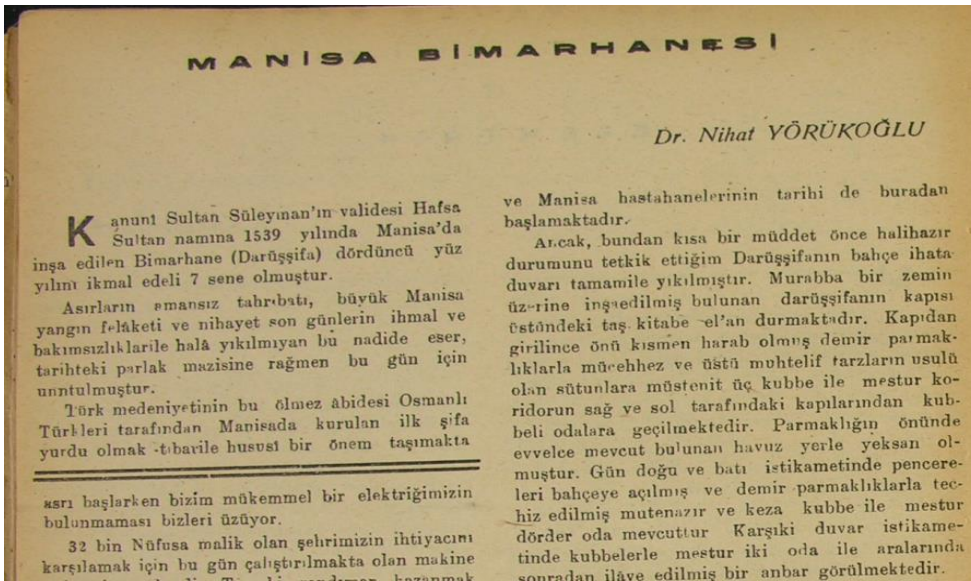 MANİSA BİMARHANESİ
Dr. Nihat YÖRÜKOĞLU
Kanunî Sultan Süleyman'ın validesi Hafsa
Sultan namına 1539 yılında Manisa'da
inşa edilen Bimarhane (Darüşşifa) dördüncü yüz
yılını ikmal edeli 7 sene olmuştur.
Asırların amansız tahribatı, büyük Manisa
yangın felâketi ve nihayet son günlerin ihmal ve
bakımsızlıklarile halâ yıkılmıyan bu nadide eser,
tarihteki parlak mazisine rağmen bu gün için
unutulmuştur.
Türk medeniyetinin bu ölmez âbidesi Osmanlı
Türkleri tarafından Manisada kurulan ilk şifa
yurdu olmak itibarile hususî bir önem taşımakta
asrı başlarken bizim mükemmel bir elektriğimizin
bulunmaması bizleri üzüyor.
32 bin Nüfusa malik olan şehrimizin ihtiyacını
karşılamak için bu gün çalıştırılmakta olan makine
kazanmak
ve Manisa hastahanelerinin tarihi de buradan
başlamaktadır.
Ancak, bundan kısa bir müddet önce halihazır
durumunu tetkik ettiğim Darüşşifanın bahçe ihata
duvarı tamamile yıkılmıştır. Murabba bir zemin
üzerine inşaedilmiş bulunan darüşşifanın kapısı
üstündeki taş kitabe el'an durmaktadır. Kapıdan
girilince önü kısmen harab olmuş demir parmak-
lıklarla mücehhez ve üstü muhtelif tarzların usulü
olan sütunlara müstenit üç kubbe ile mestur ko-
ridorun sağ ve sol tarafındaki kapılarından kub-
beli odalara geçilmektedir. Parmaklığın önünde
evvelce mevcut bulunan havuz yerle yeksan ol-
muştur. Gün doğu ve batı istikametinde pencere-
leri bahçeye açılmış ve demir parmaklıklarla tec-
hiz edilmiş mutenazır ve keza kubbe ile mestur
dörder oda mevcuttur Karşıki duvar istikame-
tinde kubbelerle mestur iki oda ile aralarında
sonradan ilâve edilmiş bir anbar görülmektedir.